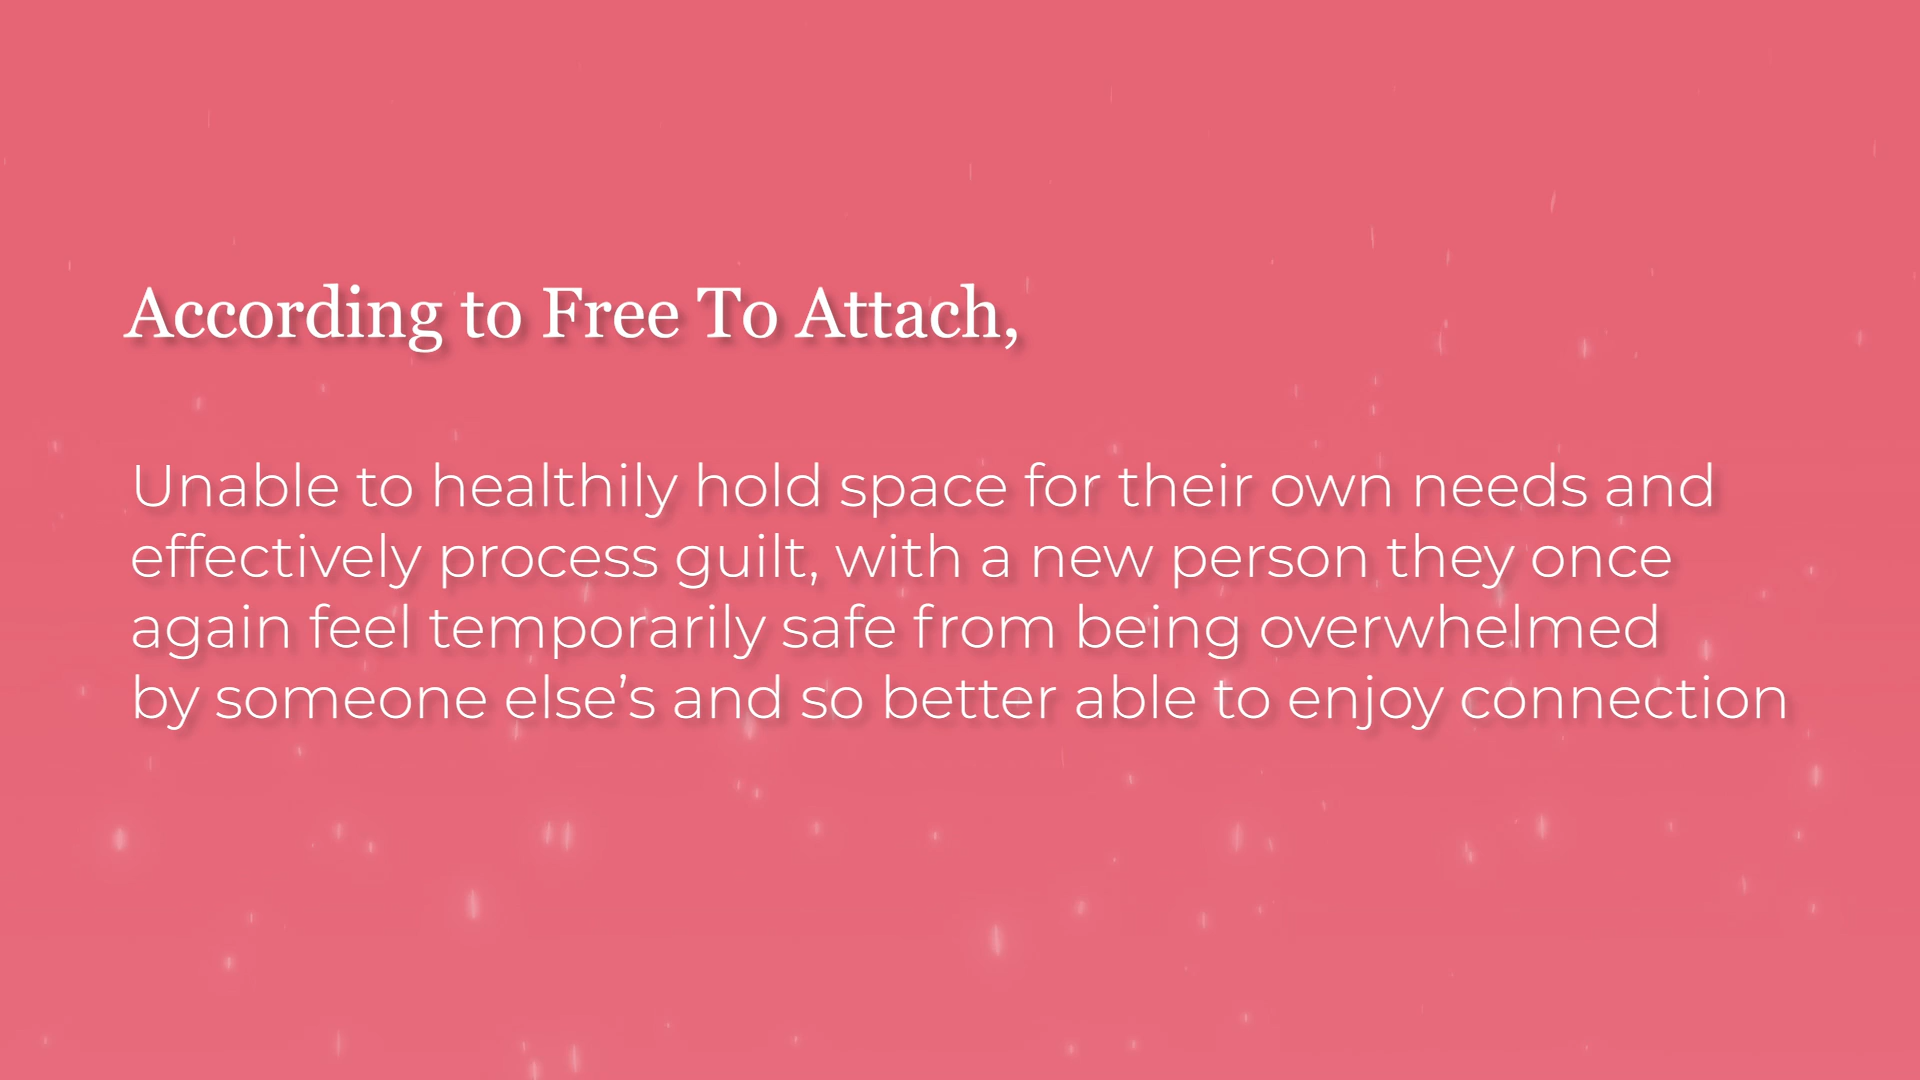 According to Free To Attach,
Unable to healthily hold space for their own needs and
effectively process guilt, with a new person they once
again feel temporarily safe from being overwhelmed
by someone else’s and so better able to enjoy connection